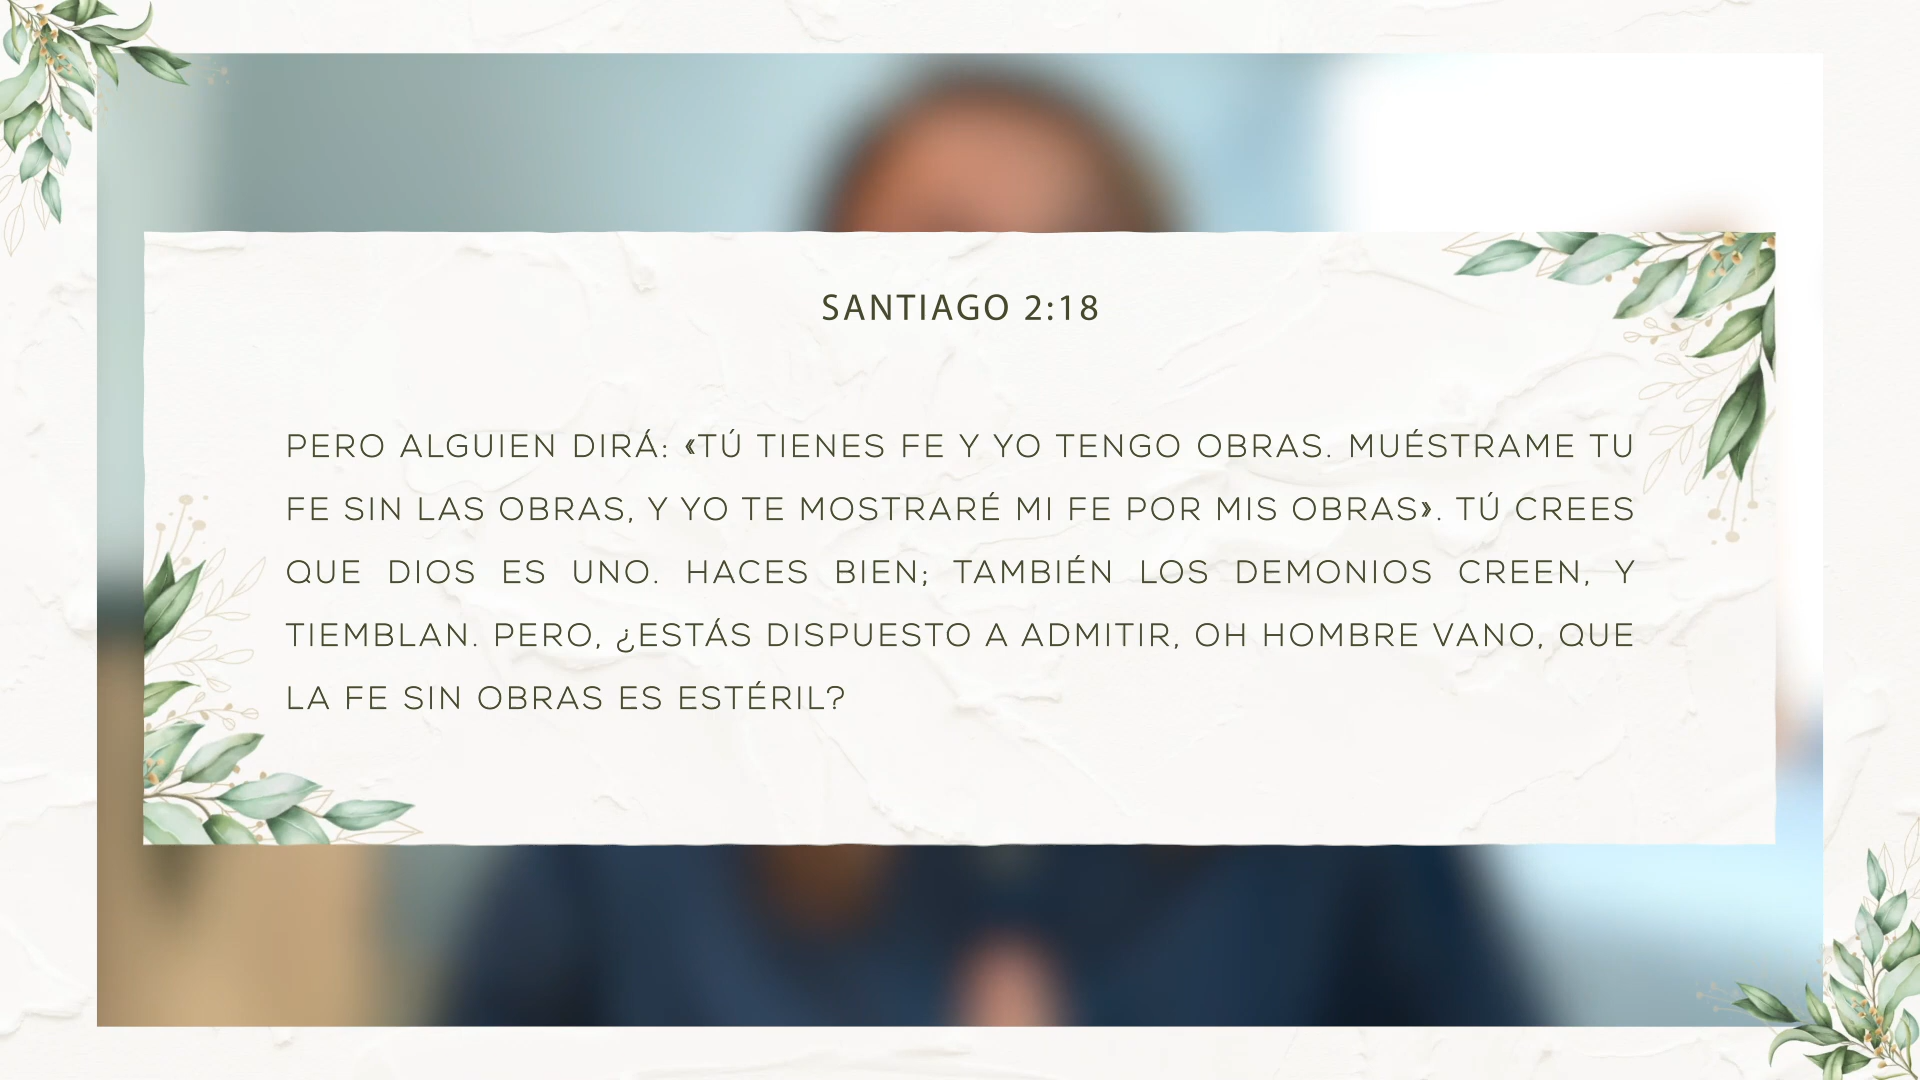 SANTIAGO 2:18
PERO ALGUIEN DIRÁ: «TÚ TIENES FE Y YO TENGO OBRAS. MUÉSTRAME TU
FE SIN LAS OBRAS, Y YO TE MOSTRARÉ MI FE POR MIS OBRAS». TÚ CREES
QUE DIOS ES UNO. HACES BIEN; TAMBIÉN LOS DEMONIOS CREEN, Y
TIEMBLAN. PERO, ¿ESTÁS DISPUESTO A ADMITIR, OH HOMBRE VANO, QUE
LA FE SIN OBRAS ES ESTÉRIL?